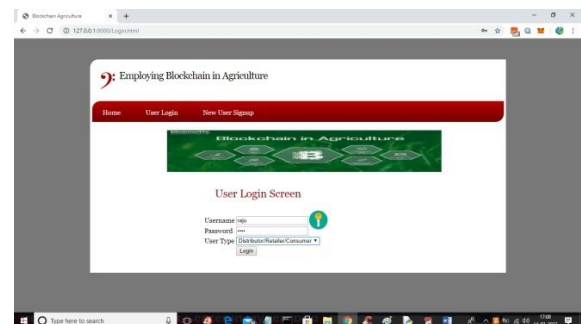 Blockchain Agriculture
127.0.0.1:8000/Login.html
Employing Blockchain in Agriculture
Home User Login New User Signup
Blockchain in Agriculture
B
User Login Screen
Username raju
Password ••••
User Type Distributor/Retailer/Consumer
Login
Type here to search
17:08